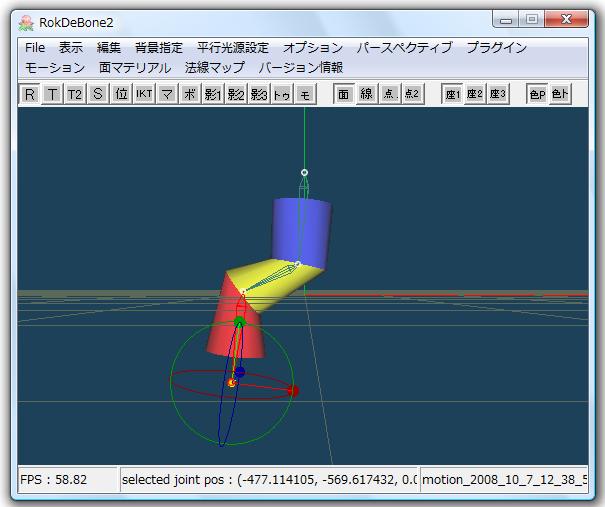 RokDeBone2
File 表示 編集 背景指定 平行光源設定 オプション パースペクティブ プラグイン
モーション 面マテリアル 法線マップ バージョン情報
R T T2 S 位 IKT マ ボ 影1 影2 影3 トゥ モ 面 線 点 点2 座1 座2 座3 色P 色ト
FPS : 58.82 selected joint pos : (-477.114105, -569.617432, 0.0 motion_2008_10_7_12_38_5